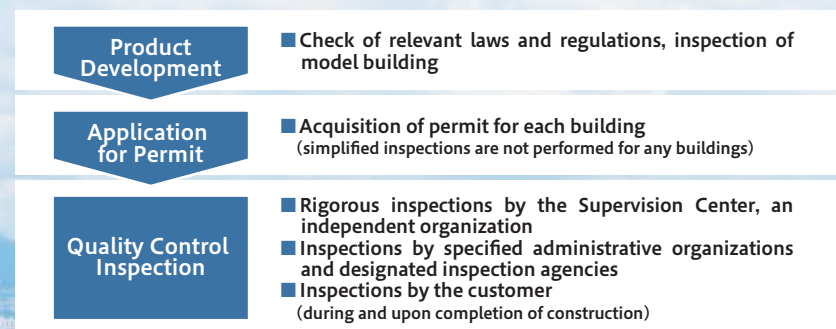 Product
Development
■ Check of relevant laws and regulations, inspection of
model building
Application
for Permit
■ Acquisition of permit for each building
(simplified inspections are not performed for any buildings)
Quality Control
Inspection
■ Rigorous inspections by the Supervision Center, an
independent organization
■ Inspections by specified administrative organizations
and designated inspection agencies
■ Inspections by the customer
(during and upon completion of construction)